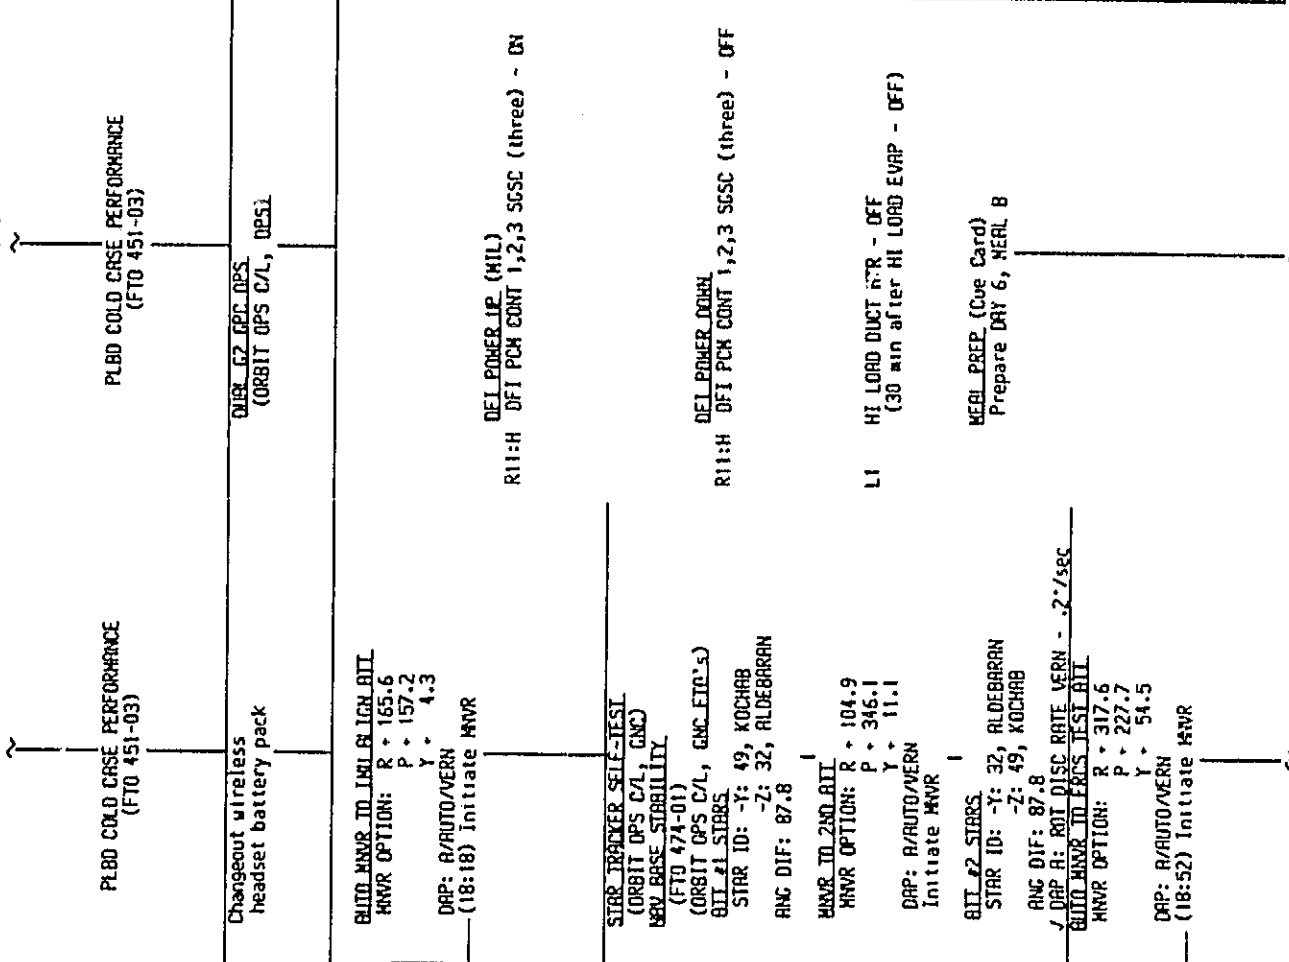 PLBD COLD CASE PERFORMANCE
(FTO 451-03)
Changeout wireless
headset battery pack
AUTO MNVR TO IMU ALIGN ATT
MNVR OPTION: R + 165.6
P + 157.2
Y + 4.3
DAP: A/AUTO/VERN
(18:18) Initiate MNVR
STAR TRACKER SELF-TEST
(ORBIT OPS C/L, GNC)
NAV BASE STABILITY
(FTO 474-01)
(ORBIT OPS C/L, GNC FTO's)
ATT #1 STARS
STAR ID: -Y: 49, KOCHAB
-Z: 32, ALDEBARAN
ANG DIF: 87.8
MNVR TO 2ND ATT
MNVR OPTION: R + 104.9
P + 346.1
Y + 11.1
DAP: A/AUTO/VERN
Initiate MNVR
ATT #2 STARS
STAR ID: -Y: 32, ALDEBARAN
-Z: 49, KOCHAB
ANG DIF: 87.8
√ DAP A: ROT DISC RATE VERN - .2°/sec
AUTO MNVR TO FRCS TEST ATT
MNVR OPTION: R + 317.6
P + 227.7
Y + 54.5
DAP: A/AUTO/VERN
(18:52) Initiate MNVR
PLBD COLD CASE PERFORMANCE
(FTO 451-03)
DUAL G2 GPC OPS
(ORBIT OPS C/L, DPS)
DFI POWER UP (MIL)
R11:H DFI PCM CONT 1,2,3 SGSC (three) - ON
DFI POWER DOWN
R11:H DFI PCM CONT 1,2,3 SGSC (three) - OFF
L1 HI LOAD DUCT HTR - OFF
(30 min after HI LOAD EVAP - OFF)
MEAL PREP (Cue Card)
Prepare DAY 6, MEAL B